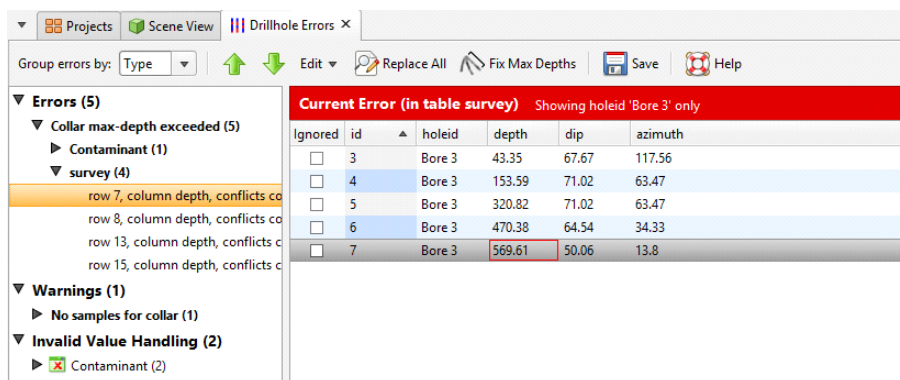 Projects Scene View Drillhole Errors
Group errors by: Type Edit Replace All Fix Max Depths Save Help
Errors (5)
Collar max-depth exceeded (5)
Contaminant (1)
survey (4)
row 7, column depth, conflicts co
row 8, column depth, conflicts co
row 13, column depth, conflicts c
row 15, column depth, conflicts c
Warnings (1)
No samples for collar (1)
Invalid Value Handling (2)
Contaminant (2)
Current Error (in table survey) Showing holeid 'Bore 3' only
Ignored id holeid depth dip azimuth
3 Bore 3 43.35 67.67 117.56
4 Bore 3 153.59 71.02 63.47
5 Bore 3 320.82 71.02 63.47
6 Bore 3 470.38 64.54 34.33
7 Bore 3 569.61 50.06 13.8